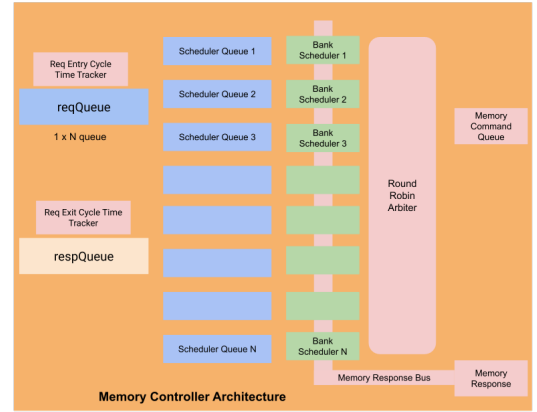 Req Entry Cycle
Time Tracker
reqQueue
1 x N queue
Req Exit Cycle Time
Tracker
respQueue
Scheduler Queue 1
Scheduler Queue 2
Scheduler Queue 3
Scheduler Queue N
Bank
Scheduler 1
Bank
Scheduler 2
Bank
Scheduler 3
Bank
Scheduler N
Round
Robin
Arbiter
Memory
Command
Queue
Memory Response Bus
Memory
Response
Memory Controller Architecture